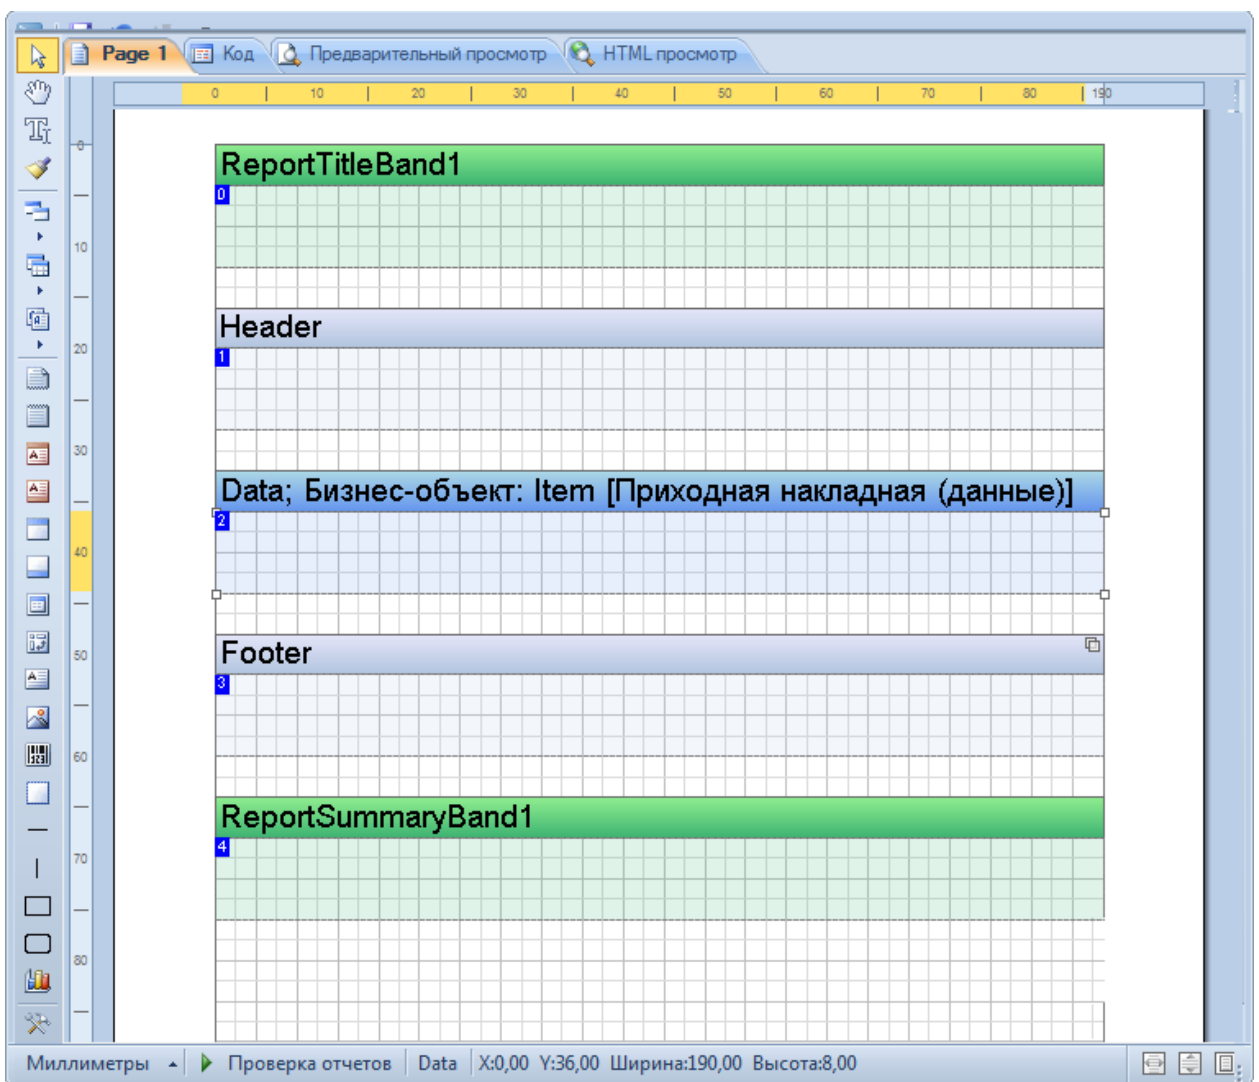 Page 1 Код Предварительный просмотр HTML просмотр
0 10 20 30 40 50 60 70 80 190
0
ReportTitleBand1
0
10
Header
20
1
30
Data; Бизнес-объект: Item [Приходная накладная (данные)]
2
40
50
Footer
3
60
ReportSummaryBand1
4
70
80
Миллиметры Проверка отчетов Data X:0,00 Y:36,00 Ширина:190,00 Высота:8,00